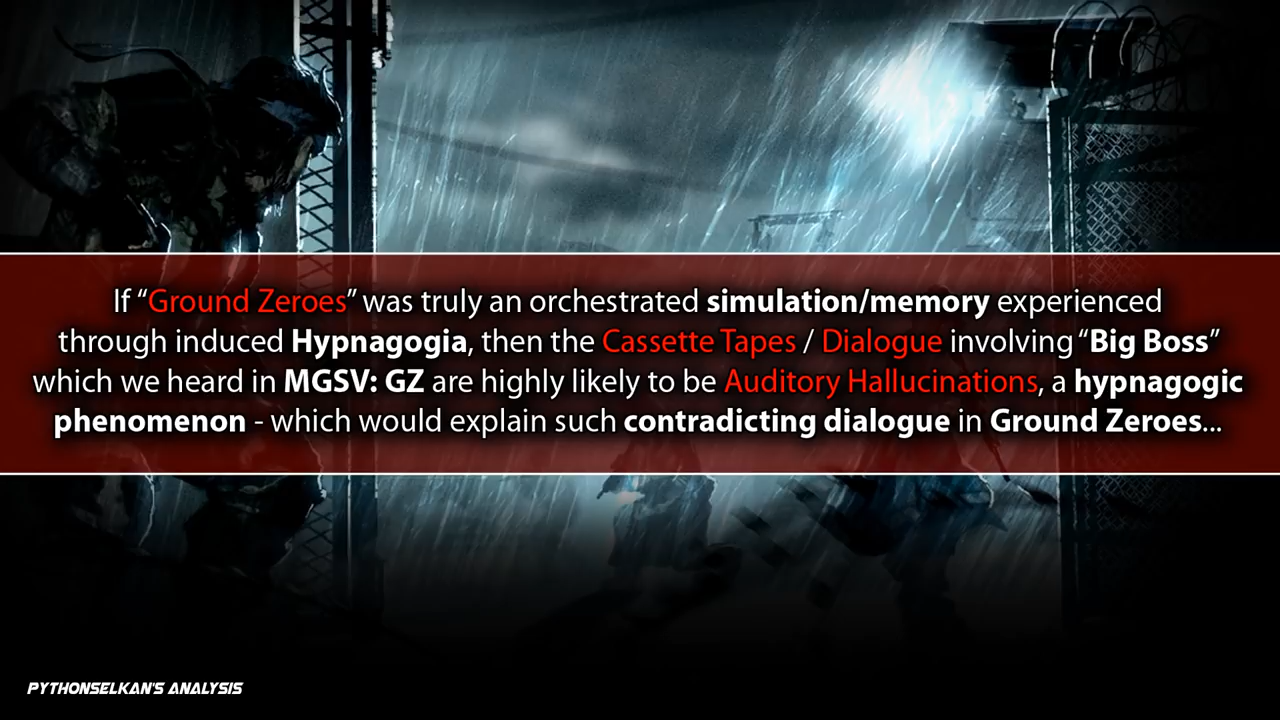 If “Ground Zeroes” was truly an orchestrated simulation/memory experienced
through induced Hypnagogia, then the Cassette Tapes / Dialogue involving “Big Boss”
which we heard in MGSV: GZ are highly likely to be Auditory Hallucinations, a hypnagogic
phenomenon - which would explain such contradicting dialogue in Ground Zeroes...
PYTHONSELKAN'S ANALYSIS